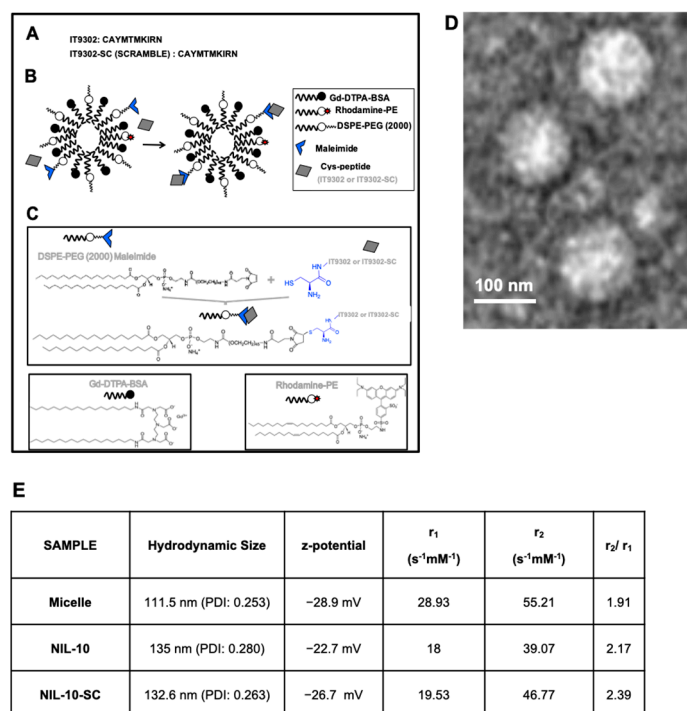 A
IT9302: CAYMTMKIRN
IT9302-SC (SCRAMBLE) : CAYMTMKIRN
B
Gd-DTPA-BSA
Rhodamine-PE
DSPE-PEG (2000)
Maleimide
Cys-peptide
(IT9302 or IT9302-SC)
C
DSPE-PEG (2000) Maleimide
IT9302 or IT9302-SC
HS
NH₂
+
IT9302 or IT9302-SC
NH₂
Gd-DTPA-BSA
Rhodamine-PE
D
100 nm
E
SAMPLE Hydrodynamic Size z-potential r₁ (s⁻¹mM⁻¹) r₂ (s⁻¹mM⁻¹) r₂/ r₁
Micelle 111.5 nm (PDI: 0.253) −28.9 mV 28.93 55.21 1.91
NIL-10 135 nm (PDI: 0.280) −22.7 mV 18 39.07 2.17
NIL-10-SC 132.6 nm (PDI: 0.263) −26.7 mV 19.53 46.77 2.39